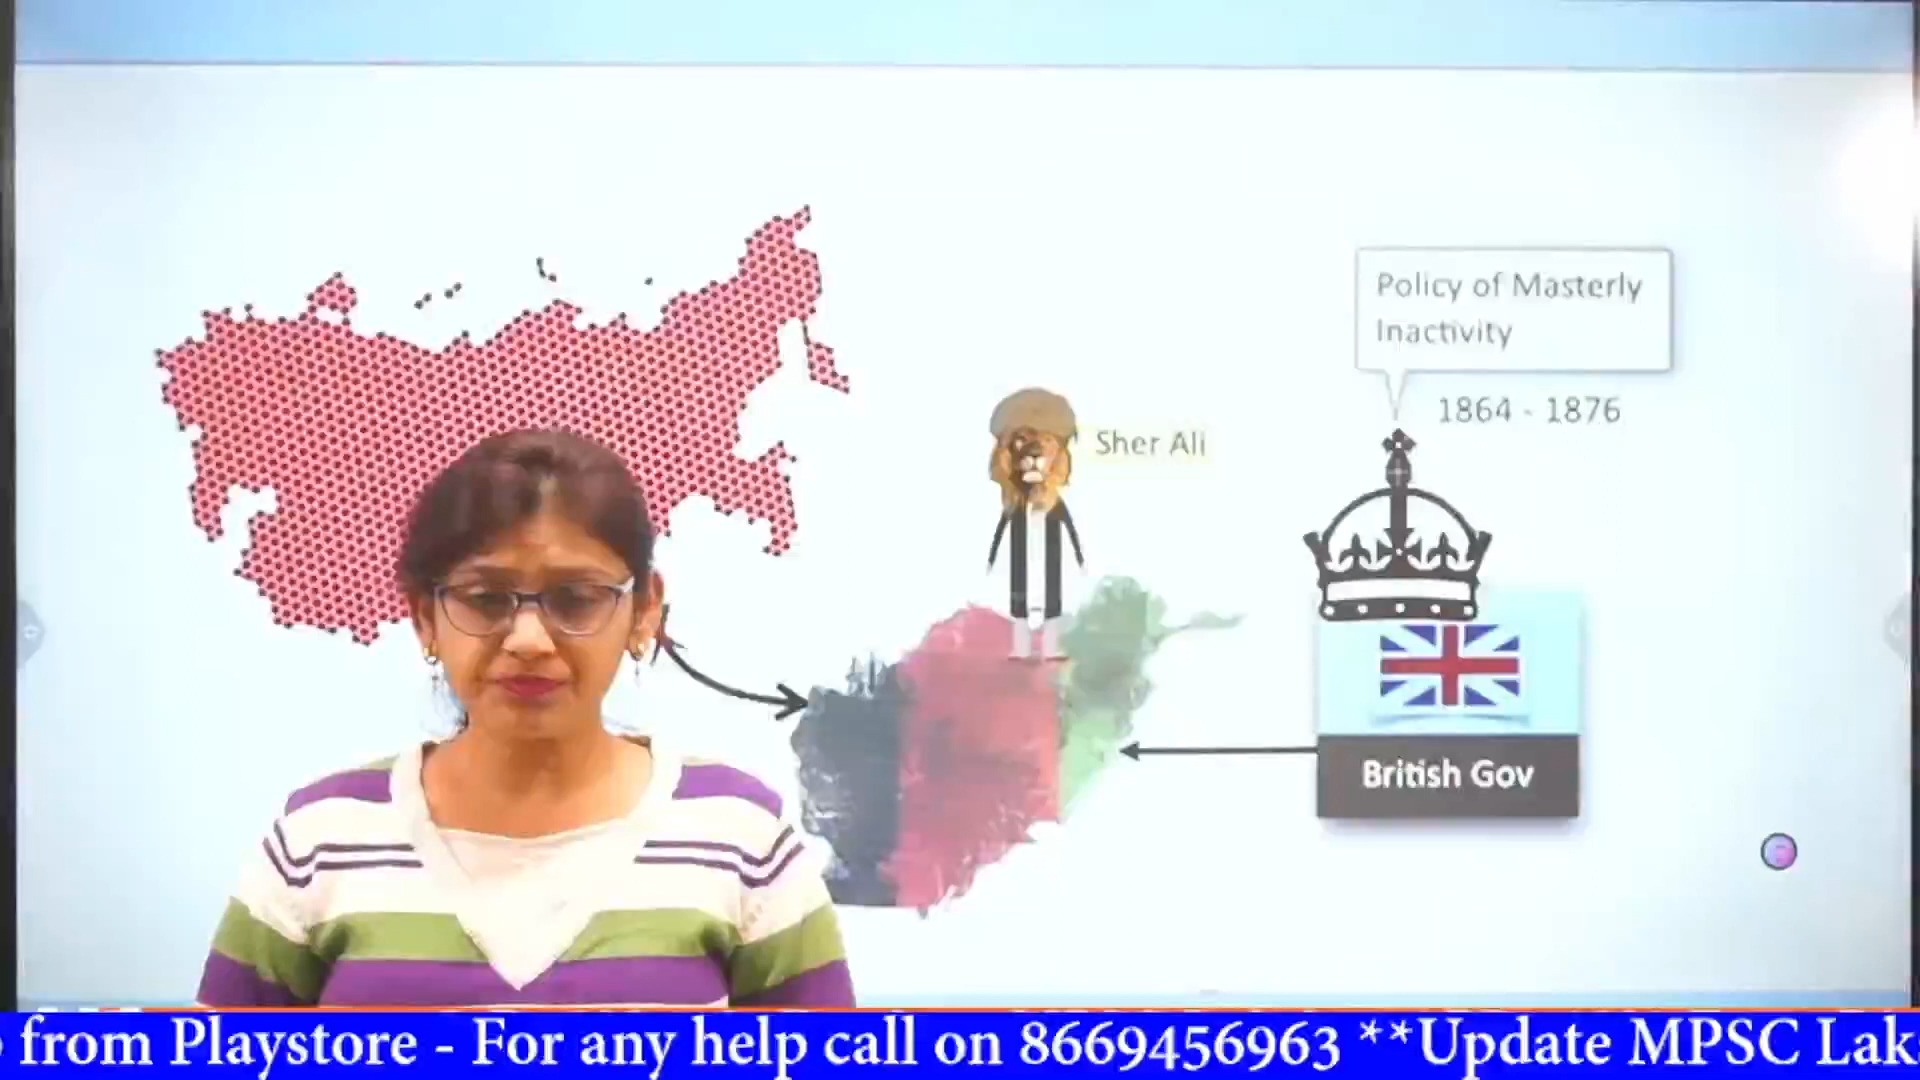 Policy of Masterly
Inactivity
1864 - 1876
Sher Ali
British Gov
from Playstore - For any help call on 8669456963 **Update MPSC